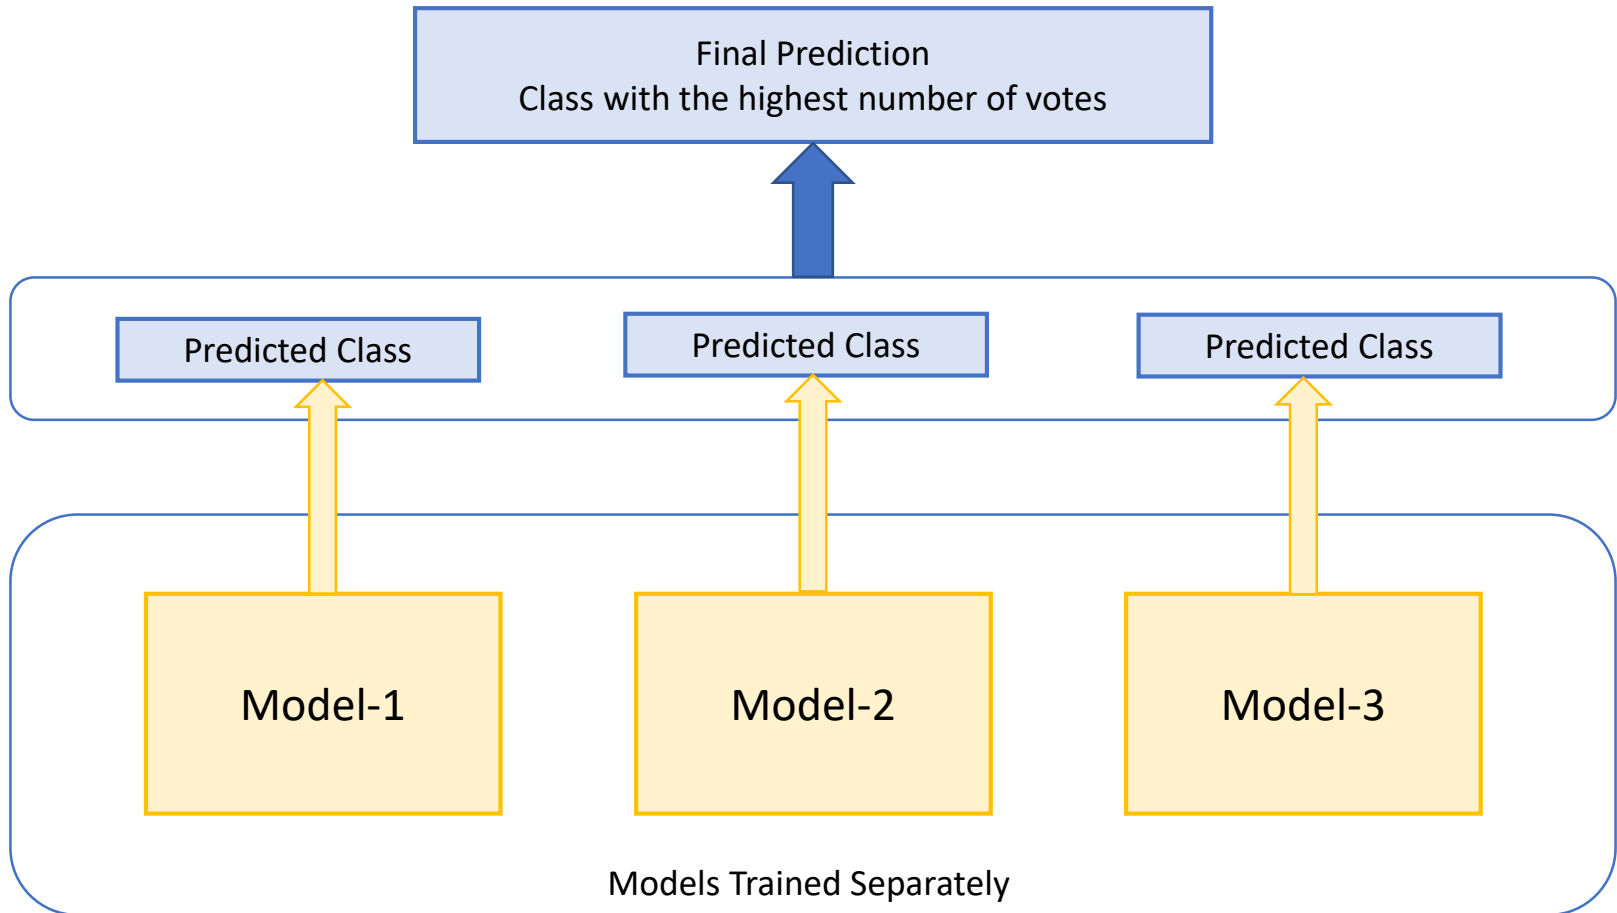 Final Prediction
Class with the highest number of votes
Predicted Class
Predicted Class
Predicted Class
Model-1
Model-2
Model-3
Models Trained Separately